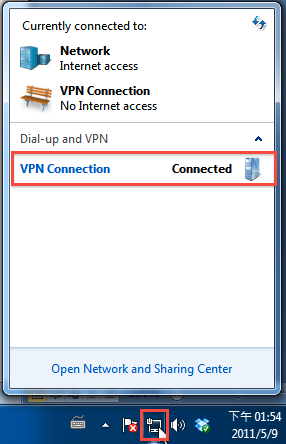 Currently connected to:
Network
Internet access
VPN Connection
No Internet access
Dial-up and VPN
VPN Connection Connected
Open Network and Sharing Center
下午 01:54
2011/5/9